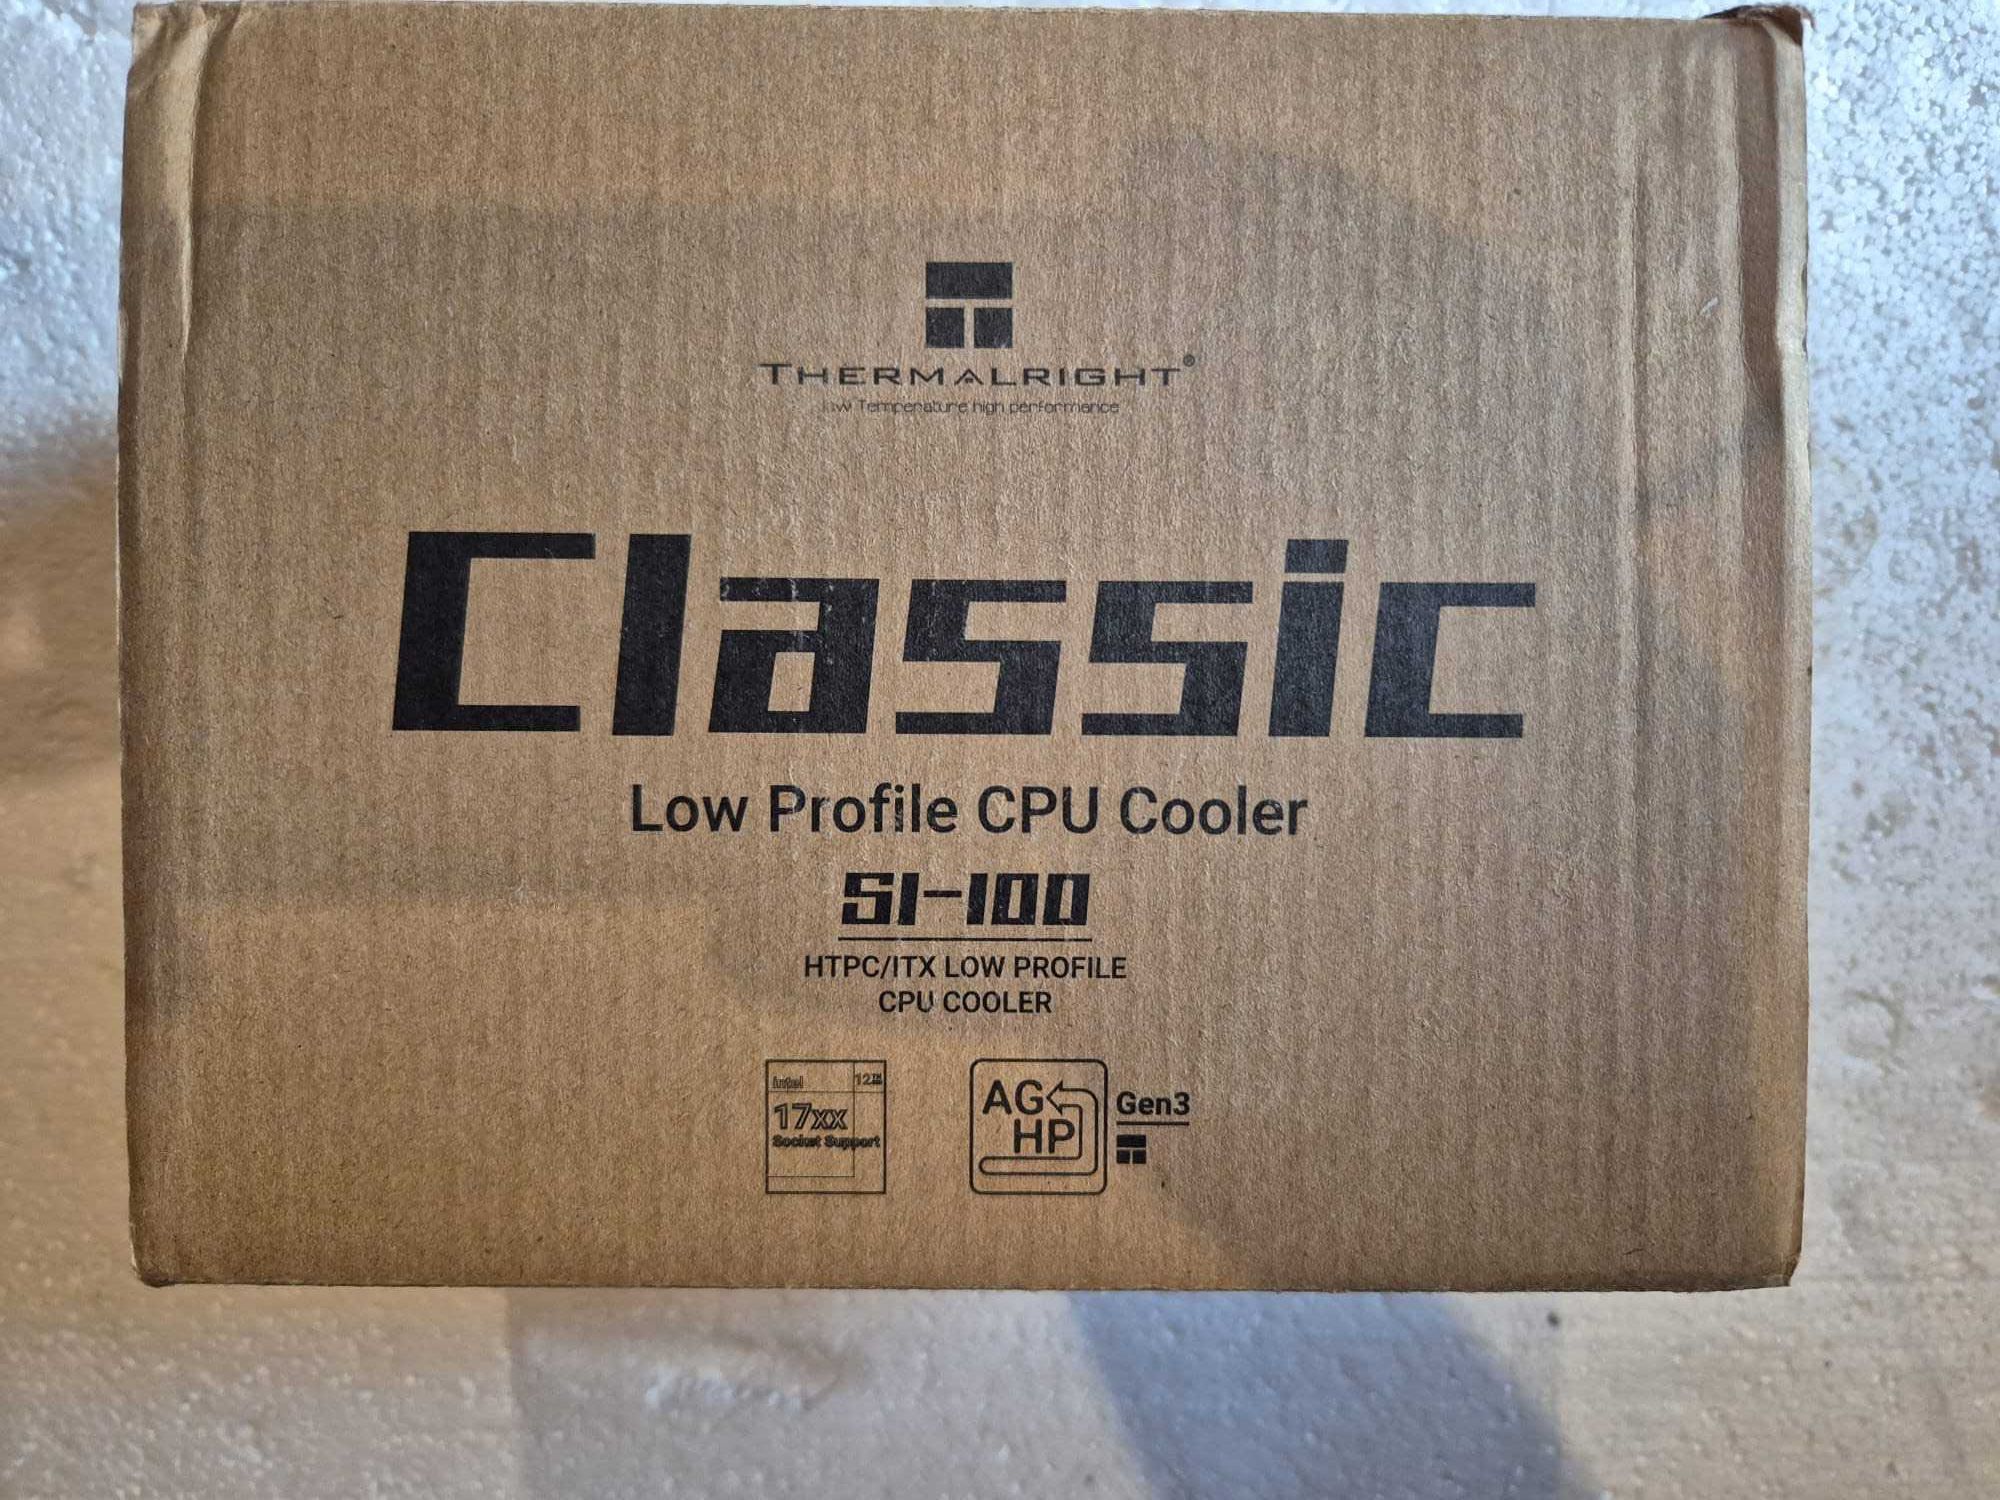 THERMALRIGHT®
low Temperature high performance
Classic
Low Profile CPU Cooler
SI-100
HTPC/ITX LOW PROFILE
CPU COOLER
intel 12TH
17xx
Socket Support
AG
HP
Gen3